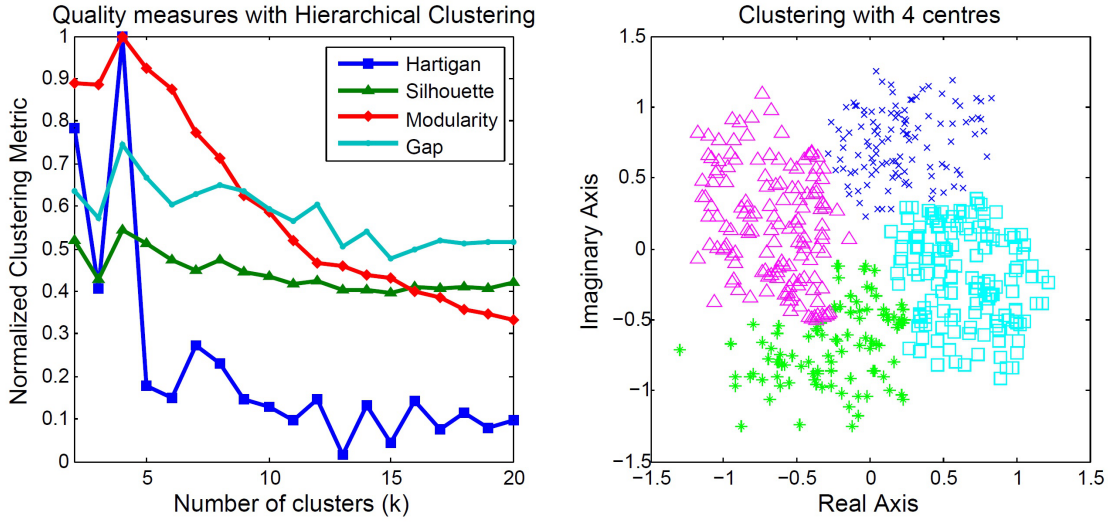 Quality measures with Hierarchical Clustering
Normalized Clustering Metric
1
0.9
0.8
0.7
0.6
0.5
0.4
0.3
0.2
0.1
0
Hartigan
Silhouette
Modularity
Gap
5
10
15
20
Number of clusters (k)
Clustering with 4 centres
Imaginary Axis
1.5
1
0.5
0
−0.5
−1
−1.5
−1.5
−1
−0.5
0
0.5
1
1.5
Real Axis